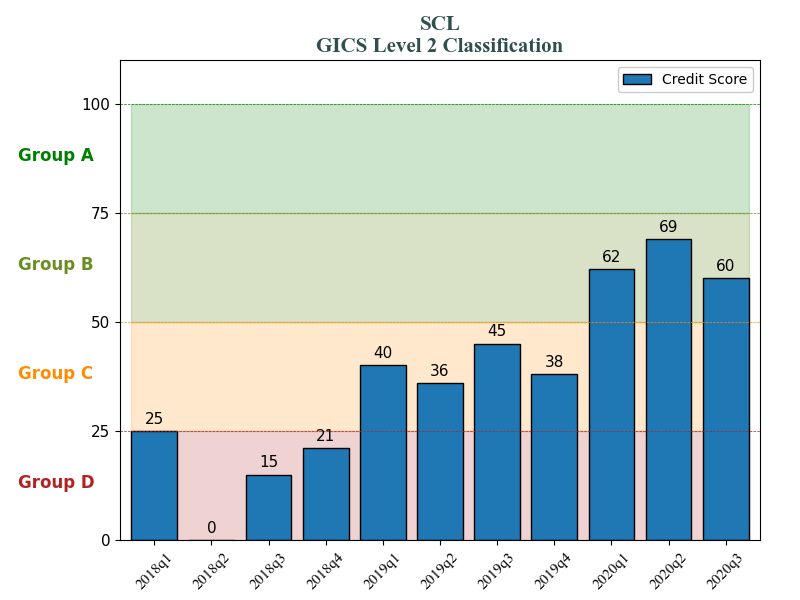 SCL
GICS Level 2 Classification
Credit Score
100
Group A
75
69
62
Group B
60
50
45
40
38
36
Group C
25
25
21
15
Group D
0
0
2018q1 2018q2 2018q3 2018q4 2019q1 2019q2 2019q3 2019q4 2020q1 2020q2 2020q3